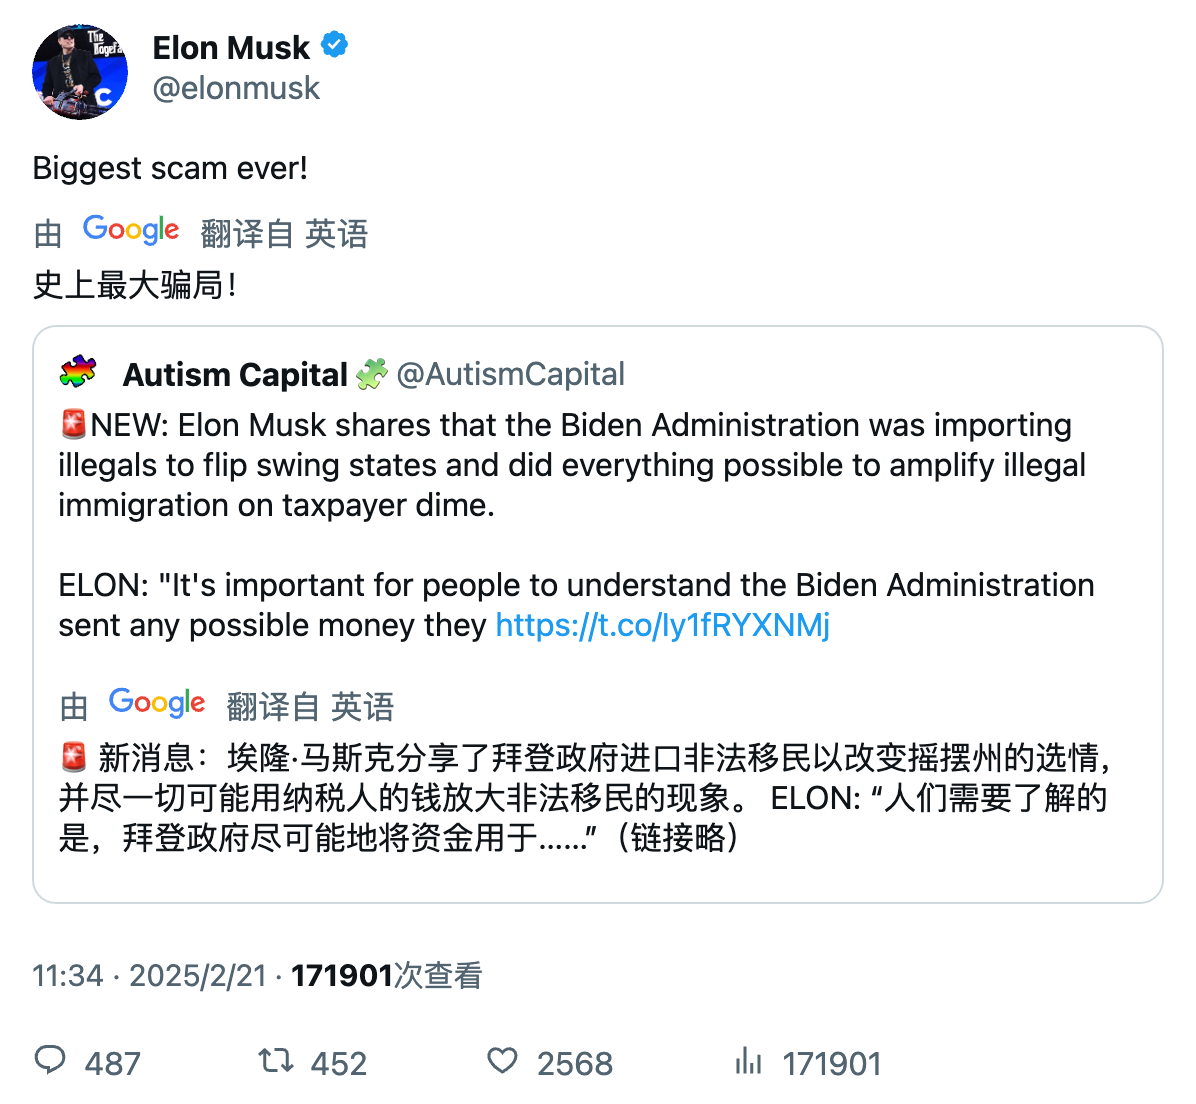 The
DogeFa
C
Elon Musk
@elonmusk
Biggest scam ever!
由 Google 翻译自 英语
史上最大骗局！
Autism Capital 🧩 @AutismCapital
🚨NEW: Elon Musk shares that the Biden Administration was importing
illegals to flip swing states and did everything possible to amplify illegal
immigration on taxpayer dime.
ELON: "It's important for people to understand the Biden Administration
sent any possible money they https://t.co/Iy1fRYXNMj
由 Google 翻译自 英语
🚨 新消息：埃隆·马斯克分享了拜登政府进口非法移民以改变摇摆州的选情，
并尽一切可能用纳税人的钱放大非法移民的现象。 ELON: “人们需要了解的
是，拜登政府尽可能地将资金用于……”（链接略）
11:34 · 2025/2/21 · 171901次查看
487 452 2568 171901